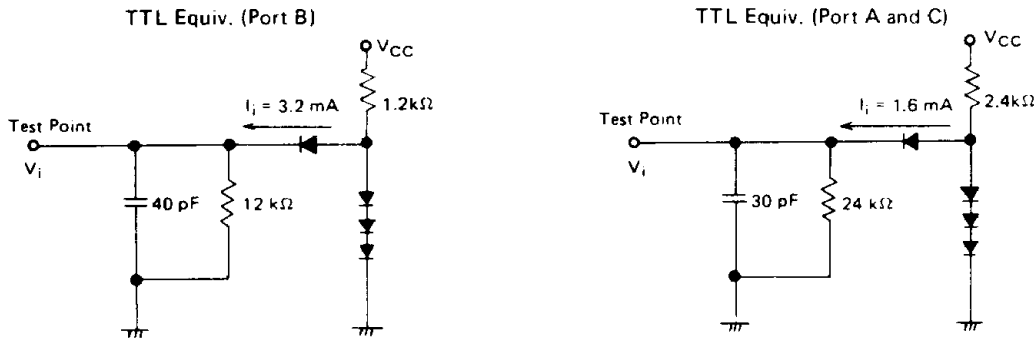 TTL Equiv. (Port B)
VCC
1.2kΩ
Ii = 3.2 mA
Test Point
Vi
40 pF
12 kΩ
TTL Equiv. (Port A and C)
VCC
2.4kΩ
Ii = 1.6 mA
Test Point
Vi
30 pF
24 kΩ